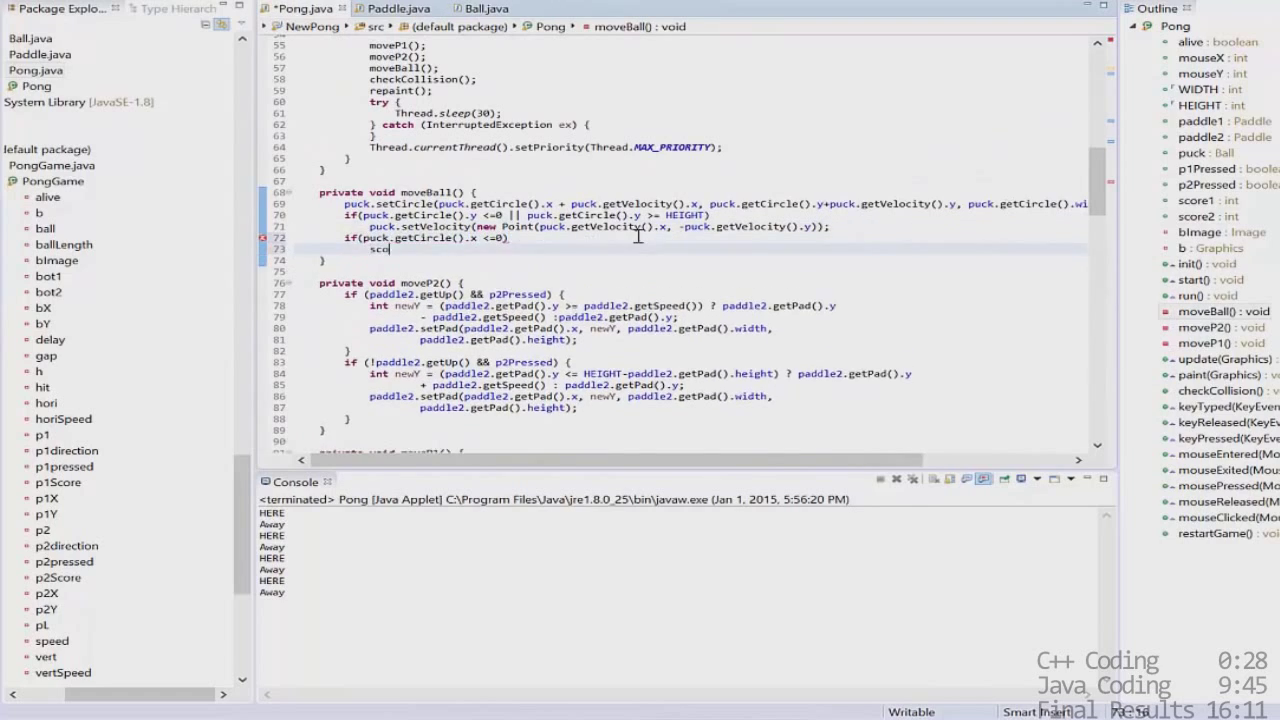 Package Explo...
Type Hierarch
Ball.java
Paddle.java
Pong.java
Pong
System Library [JavaSE-1.8]
efault package)
PongGame.java
PongGame
alive
b
ball
ballLength
bImage
bot1
bot2
bX
bY
delay
gap
h
hit
hori
horiSpeed
p1
p1direction
p1pressed
p1Score
p1X
p1Y
p2
p2direction
p2pressed
p2Score
p2X
p2Y
pL
speed
vert
vertSpeed
*Pong.java
Paddle.java
Ball.java
NewPong
src
(default package)
Pong
moveBall() : void
55 moveP1();
56 moveP2();
57 moveBall();
58 checkCollision();
59 repaint();
60 try {
61 Thread.sleep(30);
62 } catch (InterruptedException ex) {
63 }
64 Thread.currentThread().setPriority(Thread.MAX_PRIORITY);
65 }
66 }
67
68 private void moveBall() {
69 puck.setCircle(puck.getCircle().x + puck.getVelocity().x, puck.getCircle().y+puck.getVelocity().y, puck.getCircle().wi
70 if(puck.getCircle().y <=0 || puck.getCircle().y >= HEIGHT)
71 puck.setVelocity(new Point(puck.getVelocity().x, -puck.getVelocity().y));
72 if(puck.getCircle().x <=0)
73 sco
74 }
75
76 private void moveP2() {
77 if (paddle2.getUp() && p2Pressed) {
78 int newY = (paddle2.getPad().y >= paddle2.getSpeed()) ? paddle2.getPad().y
79 - paddle2.getSpeed() :paddle2.getPad().y;
80 paddle2.setPad(paddle2.getPad().x, newY, paddle2.getPad().width,
81 paddle2.getPad().height);
82 }
83 if (!paddle2.getUp() && p2Pressed) {
84 int newY = (paddle2.getPad().y <= HEIGHT-paddle2.getPad().height) ? paddle2.getPad().y
85 + paddle2.getSpeed() : paddle2.getPad().y;
86 paddle2.setPad(paddle2.getPad().x, newY, paddle2.getPad().width,
87 paddle2.getPad().height);
88 }
89 }
90
Console
<terminated> Pong [Java Applet] C:\Program Files\Java\jre1.8.0_25\bin\javaw.exe (Jan 1, 2015, 5:56:20 PM)
HERE
Away
HERE
Away
HERE
Away
HERE
Away
Outline
Pong
alive : boolean
mouseX : int
mouseY : int
WIDTH : int
HEIGHT : int
paddle1 : Paddle
paddle2 : Paddle
puck : Ball
p1Pressed : boo
p2Pressed : boo
score1 : int
score2 : int
bImage : Image
b : Graphics
init() : void
start() : void
run() : void
moveBall() : void
moveP2() : void
moveP1() : void
update(Graphics)
paint(Graphics) :
checkCollision() :
keyTyped(KeyEven
keyReleased(KeyE
keyPressed(KeyEv
mouseEntered(Mo
mouseExited(Mou
mousePressed(Mo
mouseReleased(M
mouseClicked(Mou
restartGame() : vo
Writable
Smart Insert
C++ Coding 0:28
Java Coding 9:45
Final Results 16:11